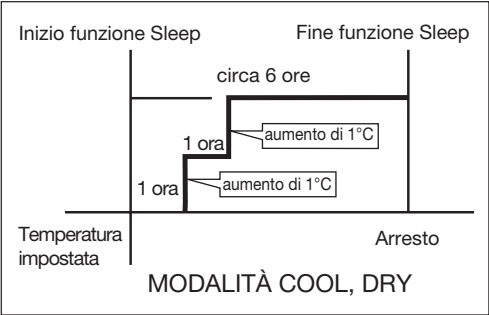 Inizio funzione Sleep
Fine funzione Sleep
circa 6 ore
aumento di 1°C
1 ora
aumento di 1°C
1 ora
Temperatura
impostata
Arresto
MODALITÀ COOL, DRY